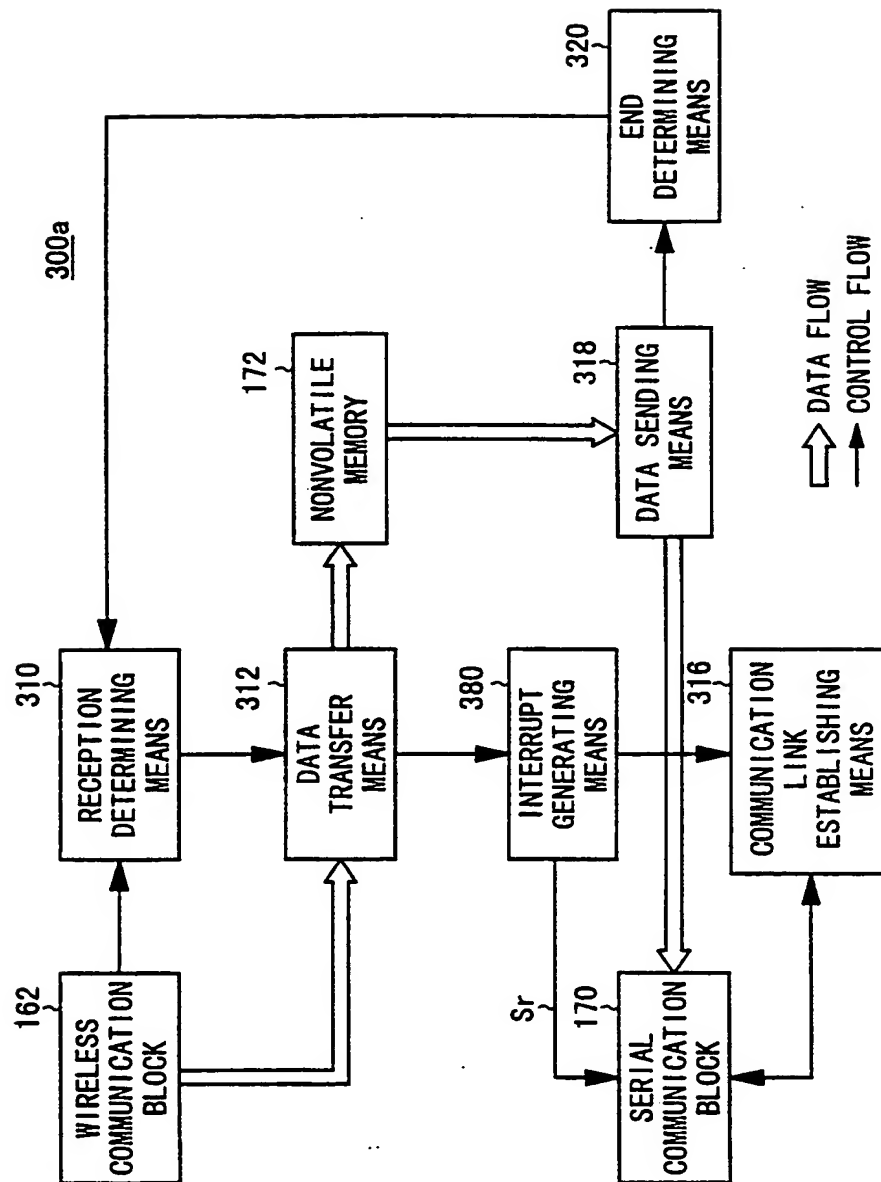 300a
162
WIRELESS
COMMUNICATION
BLOCK
310
RECEPTION
DETERMINING
MEANS
312
DATA
TRANSFER
MEANS
172
NONVOLATILE
MEMORY
320
END
DETERMINING
MEANS
380
INTERRUPT
GENERATING
MEANS
318
DATA SENDING
MEANS
Sr
170
SERIAL
COMMUNICATION
BLOCK
316
COMMUNICATION
LINK
ESTABLISHING
MEANS
DATA FLOW
CONTROL FLOW